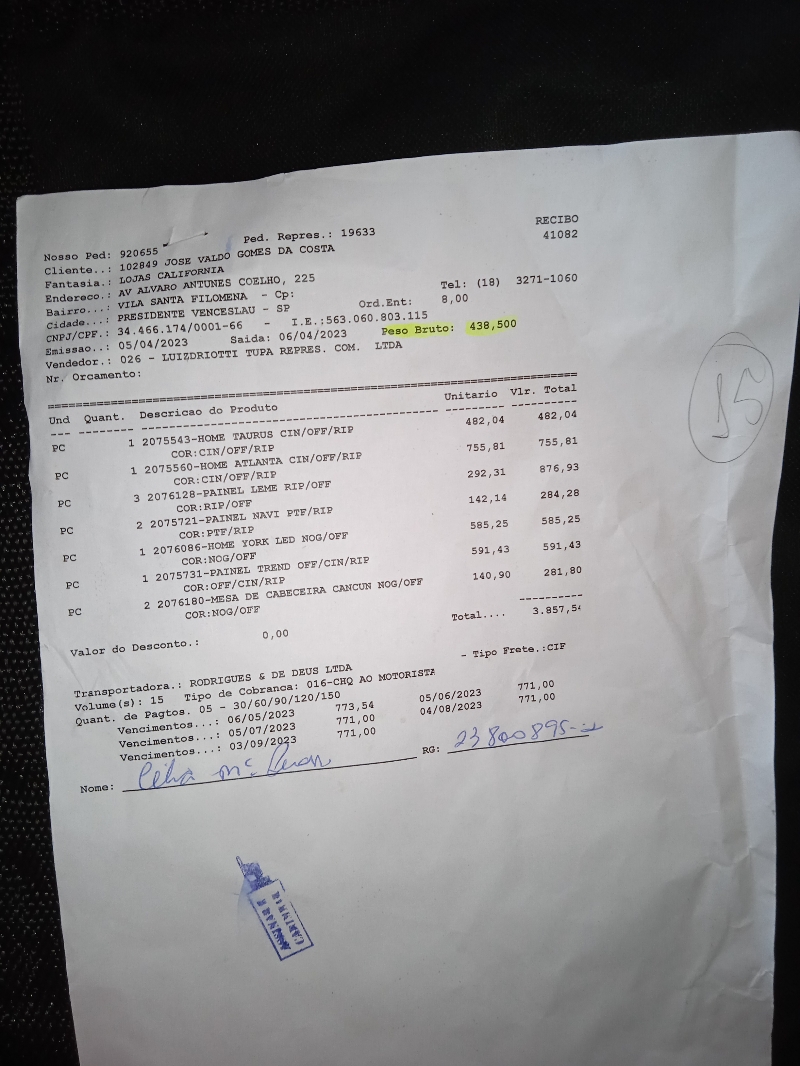 RECIBO
41082
Nosso Ped: 920655 Ped. Repres.: 19633
Cliente..: 102849 JOSE VALDO GOMES DA COSTA
Fantasia.: LOJAS CALIFORNIA
Endereco.: AV ALVARO ANTUNES COELHO, 225 Tel: (18) 3271-1060
Bairro...: VILA SANTA FILOMENA - Cp: Ord.Ent: 8,00
Cidade...: PRESIDENTE VENCESLAU - SP
CNPJ/CPF.: 34.466.174/0001-66 - I.E.:563.060.803.115
Emissao..: 05/04/2023 Saida: 06/04/2023 Peso Bruto: 438,500
Vendedor.: 026 - LUIZDRIOTTI TUPA REPRES. COM. LTDA
Nr. Orcamento:
15
Und Quant. Descricao do Produto Unitario Vlr. Total
PC 1 2075543-HOME TAURUS CIN/OFF/RIP 482,04 482,04
COR:CIN/OFF/RIP
PC 1 2075560-HOME ATLANTA CIN/OFF/RIP 755,81 755,81
COR:CIN/OFF/RIP
PC 3 2076128-PAINEL LEME RIP/OFF 292,31 876,93
COR:RIP/OFF
PC 2 2075721-PAINEL NAVI PTF/RIP 142,14 284,28
COR:PTF/RIP
PC 1 2076086-HOME YORK LED NOG/OFF 585,25 585,25
COR:NOG/OFF
PC 1 2075731-PAINEL TREND OFF/CIN/RIP 591,43 591,43
COR:OFF/CIN/RIP
PC 2 2076180-MESA DE CABECEIRA CANCUN NOG/OFF 140,90 281,80
COR:NOG/OFF
Total.... 3.857,54
Valor do Desconto.: 0,00
Transportadora.: RODRIGUES & DE DEUS LTDA - Tipo Frete.:CIF
Volume(s): 15 Tipo de Cobranca: 016-CHQ AO MOTORISTA
Quant. de Pagtos. 05 - 30/60/90/120/150
Vencimentos...: 06/05/2023 773,54 05/06/2023 771,00
Vencimentos...: 05/07/2023 771,00 04/08/2023 771,00
Vencimentos...: 03/09/2023 771,00
Nome: RG: